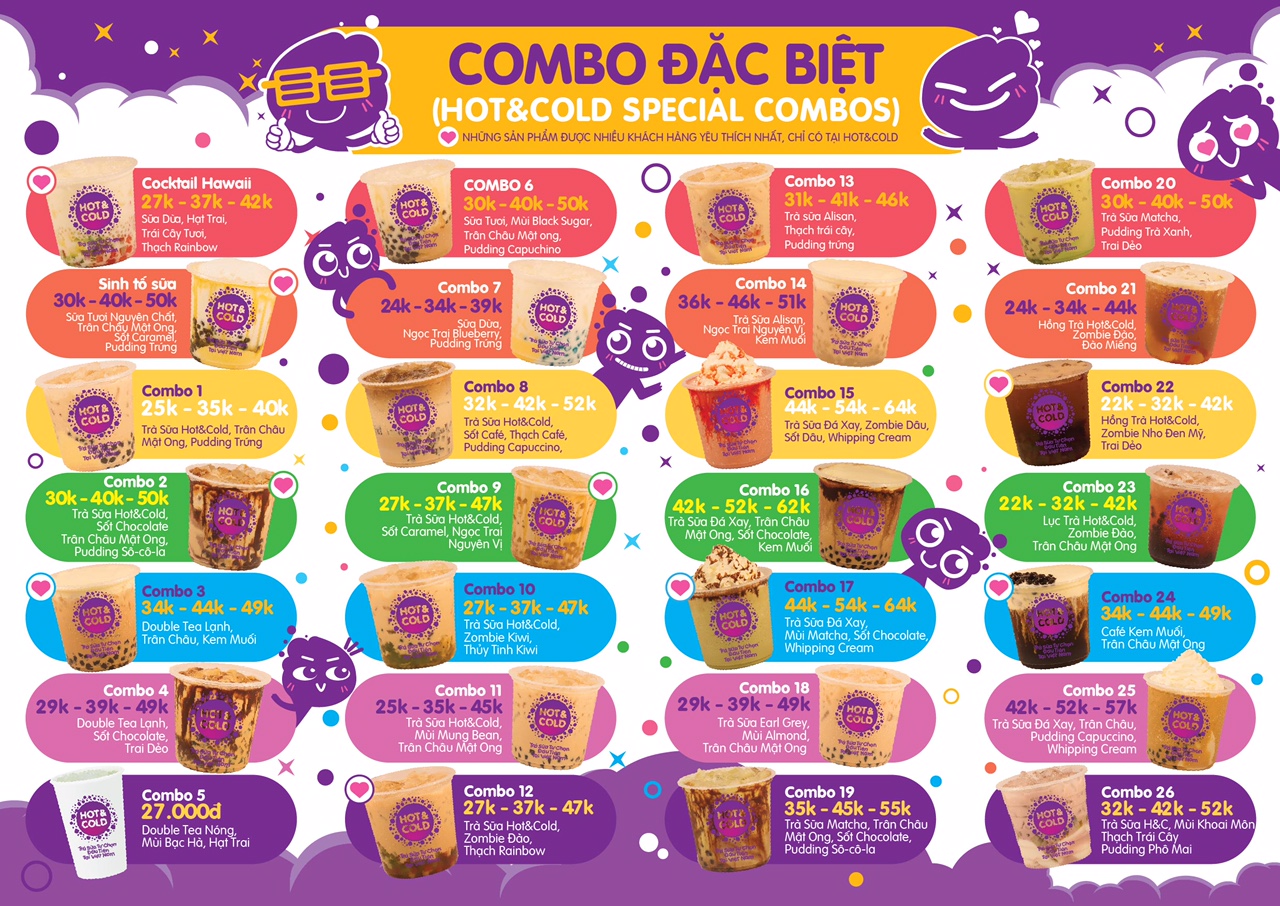 COMBO ĐẶC BIỆT
(HOT&COLD SPECIAL COMBOS)
NHỮNG SẢN PHẨM ĐƯỢC NHIỀU KHÁCH HÀNG YÊU THÍCH NHẤT, CHỈ CÓ TẠI HOT&COLD
Cocktail Hawaii
27k - 37k - 42k
Sữa Dừa, Hạt Trai,
Trái Cây Tươi,
Thạch Rainbow
Sinh tố sữa
30k - 40k - 50k
Sữa Tươi Nguyên Chất,
Trân Châu Mật Ong,
Sốt Caramel,
Pudding Trứng
Combo 1
25k - 35k - 40k
Trà Sữa Hot&Cold, Trân Châu
Mật Ong, Pudding Trứng
Combo 2
30k - 40k - 50k
Trà Sữa Hot&Cold,
Sốt Chocolate
Trân Châu Mật Ong,
Pudding Sô-cô-la
Combo 3
34k - 44k - 49k
Double Tea Lạnh,
Trân Châu, Kem Muối
Combo 4
29k - 39k - 49k
Double Tea Lạnh,
Sốt Chocolate,
Trai Dẻo
Combo 5
27.000đ
Double Tea Nóng,
Mùi Bạc Hà, Hạt Trai
COMBO 6
30k - 40k - 50k
Sữa Tươi, Mùi Black Sugar,
Trân Châu Mật ong,
Pudding Capuchino
Combo 7
24k - 34k - 39k
Sữa Dừa,
Ngọc Trai Blueberry,
Pudding Trứng
Combo 8
32k - 42k - 52k
Trà Sữa Hot&Cold,
Sốt Café, Thạch Café,
Pudding Capuccino,
Combo 9
27k - 37k - 47k
Trà Sữa Hot&Cold,
Sốt Caramel, Ngọc Trai
Nguyên Vị
Combo 10
27k - 37k - 47k
Trà Sữa Hot&Cold,
Zombie Kiwi,
Thủy Tinh Kiwi
Combo 11
25k - 35k - 45k
Trà Sữa Hot&Cold,
Mùi Mung Bean,
Trân Châu Mật Ong
Combo 12
27k - 37k - 47k
Trà Sữa Hot&Cold,
Zombie Đào,
Thạch Rainbow
Combo 13
31k - 41k - 46k
Trà sữa Alisan,
Thạch trái cây,
Pudding trứng
Combo 14
36k - 46k - 51k
Trà Sữa Alisan,
Ngọc Trai Nguyên Vị,
Kem Muối
Combo 15
44k - 54k - 64k
Trà Sữa Đá Xay, Zombie Dâu,
Sốt Dâu, Whipping Cream
Combo 16
42k - 52k - 62k
Trà Sữa Đá Xay, Trân Châu
Mật Ong, Sốt Chocolate,
Kem Muối
Combo 17
44k - 54k - 64k
Trà Sữa Đá Xay,
Mùi Matcha, Sốt Chocolate,
Whipping Cream
Combo 18
29k - 39k - 49k
Trà Sữa Earl Grey,
Mùi Almond,
Trân Châu Mật Ong
Combo 19
35k - 45k - 55k
Trà Sữa Matcha, Trân Châu
Mật Ong, Sốt Chocolate,
Pudding Sô-cô-la
Combo 20
30k - 40k - 50k
Trà Sữa Matcha,
Pudding Trà Xanh,
Trai Dẻo
Combo 21
24k - 34k - 44k
Hồng Trà Hot&Cold,
Zombie Đào,
Đào Miếng
Combo 22
22k - 32k - 42k
Hồng Trà Hot&Cold,
Zombie Nho Đen Mỹ,
Trai Dẻo
Combo 23
22k - 32k - 42k
Lục Trà Hot&Cold,
Zombie Đào,
Trân Châu Mật Ong
Combo 24
34k - 44k - 49k
Café Kem Muối,
Trân Châu Mật Ong
Combo 25
42k - 52k - 57k
Trà Sữa Đá Xay, Trân Châu,
Pudding Capuccino,
Whipping Cream
Combo 26
32k - 42k - 52k
Trà Sữa H&C, Mùi Khoai Môn
Thạch Trái Cây
Pudding Phô Mai
HOT&
COLD
Trà Sữa Tự Chọn
Đầu Tiên
Tại Việt Nam